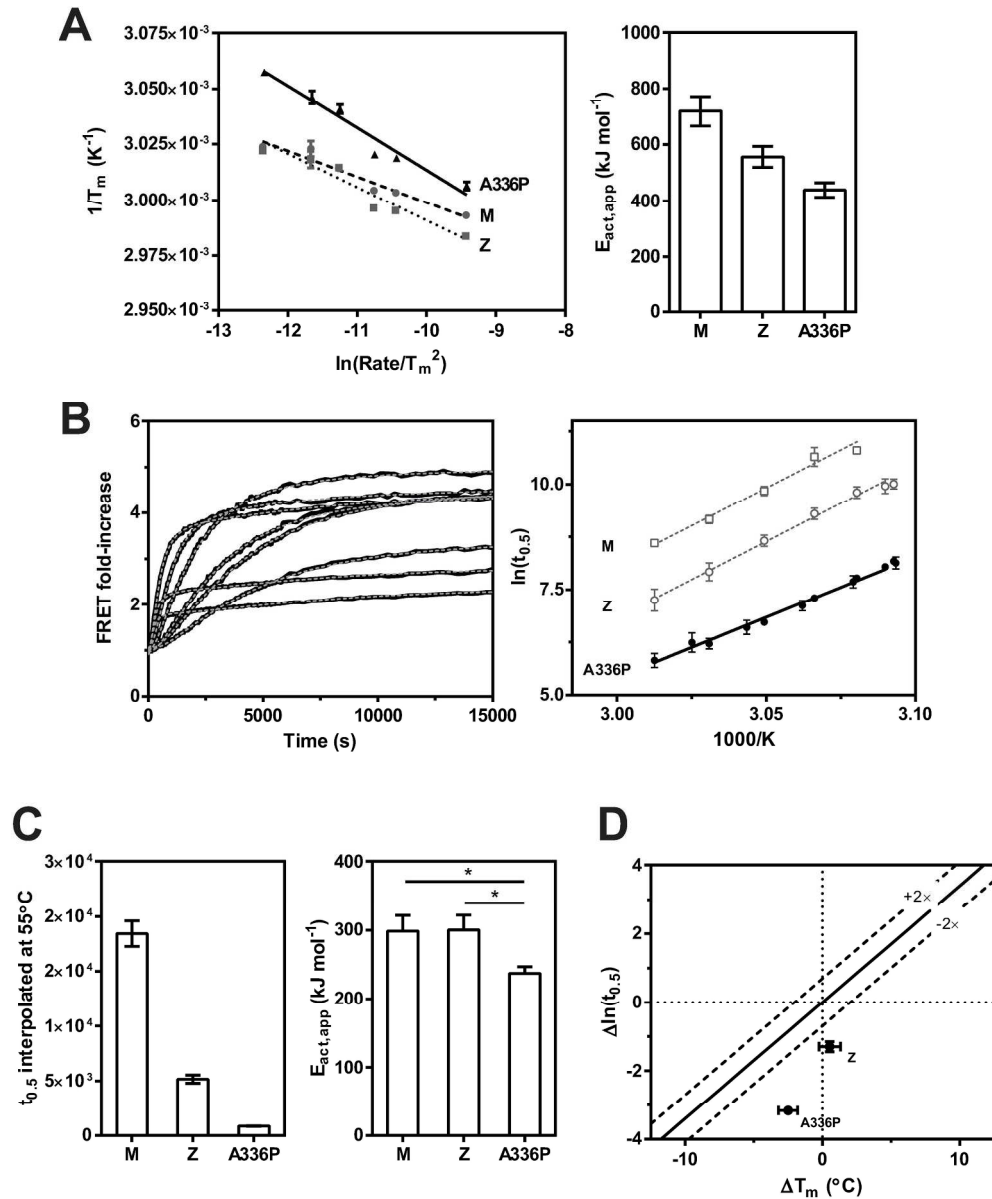 A
3.075× 10⁻³
3.050× 10⁻³
3.025× 10⁻³
3.000× 10⁻³
2.975× 10⁻³
2.950× 10⁻³
1/Tm (K⁻¹)
A336P
M
Z
-13 -12 -11 -10 -9 -8
ln(Rate/Tm²)
1000
800
600
400
200
0
Eact,app (kJ mol⁻¹)
M Z A336P
B
6
4
2
0
FRET fold-increase
0 5000 10000 15000
Time (s)
10.0
7.5
5.0
ln(t0.5)
M
Z
A336P
3.00 3.05 3.10
1000/K
C
3×10⁴
2×10⁴
2×10⁴
1×10⁴
5×10³
0
t0.5 interpolated at 55°C
M Z A336P
400
300
200
100
0
Eact,app (kJ mol⁻¹)
*
*
M Z A336P
D
4
2
0
-2
-4
Δln(t0.5)
+2×
-2×
Z
A336P
-10 0 10
ΔTm (°C)